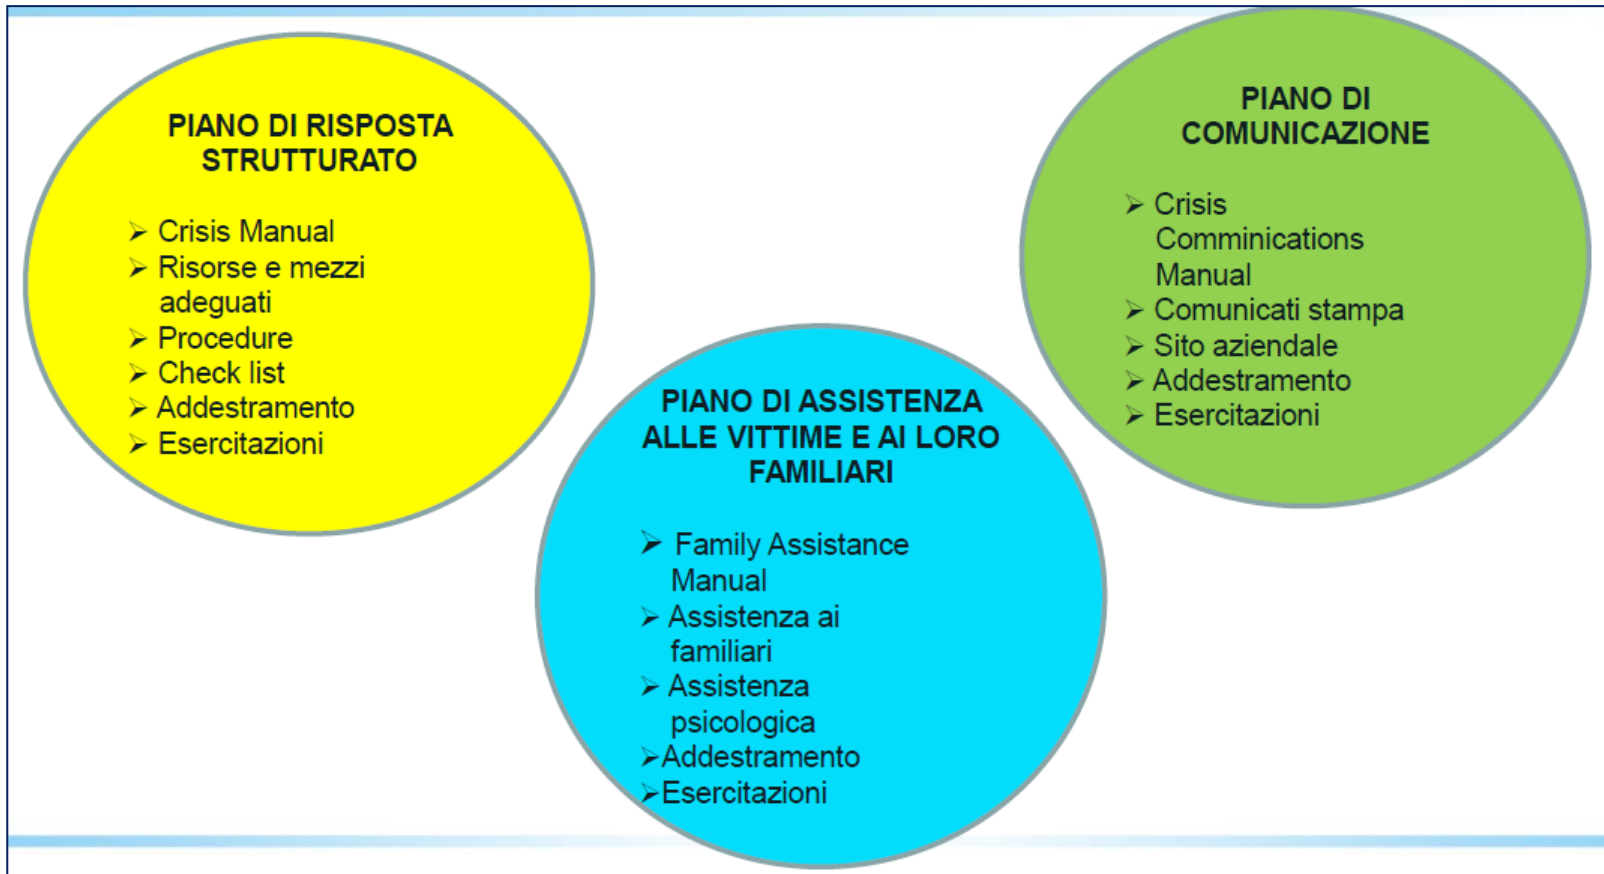 PIANO DI RISPOSTA
STRUTTURATO
➢ Crisis Manual
➢ Risorse e mezzi
adeguati
➢ Procedure
➢ Check list
➢ Addestramento
➢ Esercitazioni
PIANO DI ASSISTENZA
ALLE VITTIME E AI LORO
FAMILIARI
➢ Family Assistance
Manual
➢ Assistenza ai
familiari
➢ Assistenza
psicologica
➢Addestramento
➢Esercitazioni
PIANO DI
COMUNICAZIONE
➢ Crisis
Comminications
Manual
➢ Comunicati stampa
➢ Sito aziendale
➢ Addestramento
➢ Esercitazioni